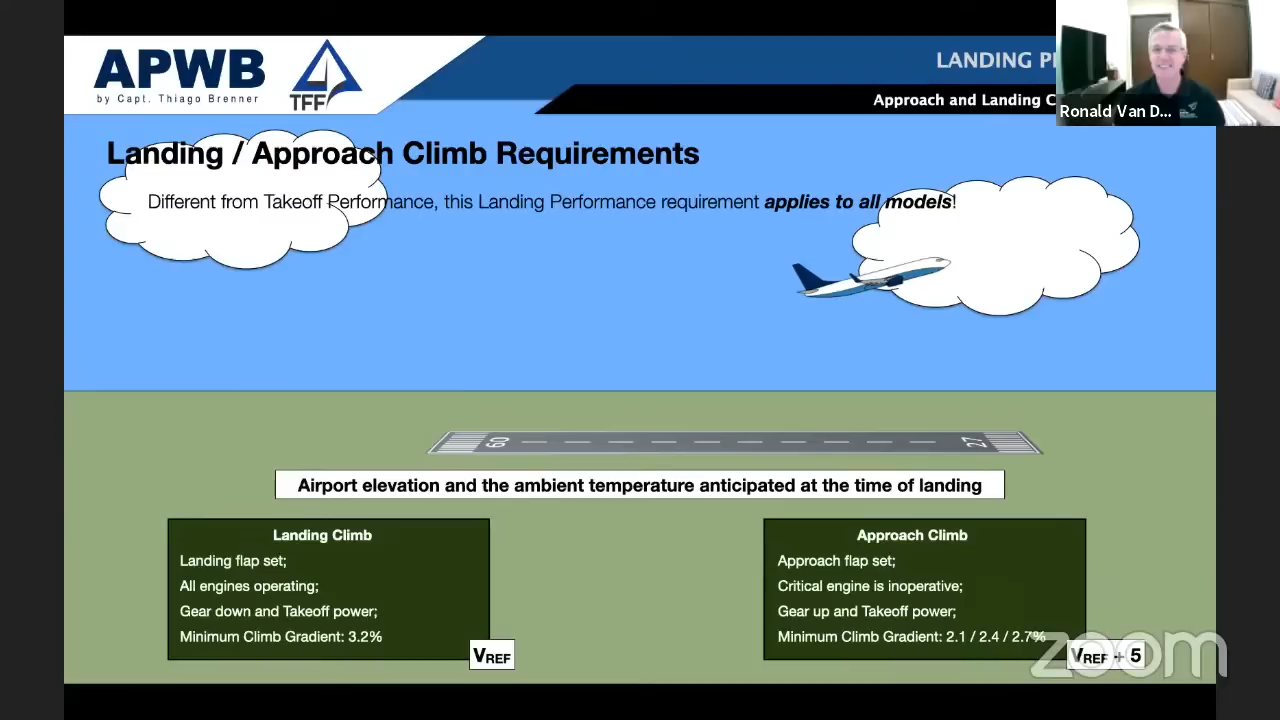 APWB
by Capt. Thiago Brenner
TFF
LANDING
Approach and Landing
Ronald Van D...
Landing / Approach Climb Requirements
Different from Takeoff Performance, this Landing Performance requirement applies to all models!
09
27
Airport elevation and the ambient temperature anticipated at the time of landing
Landing Climb
Landing flap set;
All engines operating;
Gear down and Takeoff power;
Minimum Climb Gradient: 3.2%
VREF
Approach Climb
Approach flap set;
Critical engine is inoperative;
Gear up and Takeoff power;
Minimum Climb Gradient: 2.1 / 2.4 / 2.7%
VREF + 5
zoom